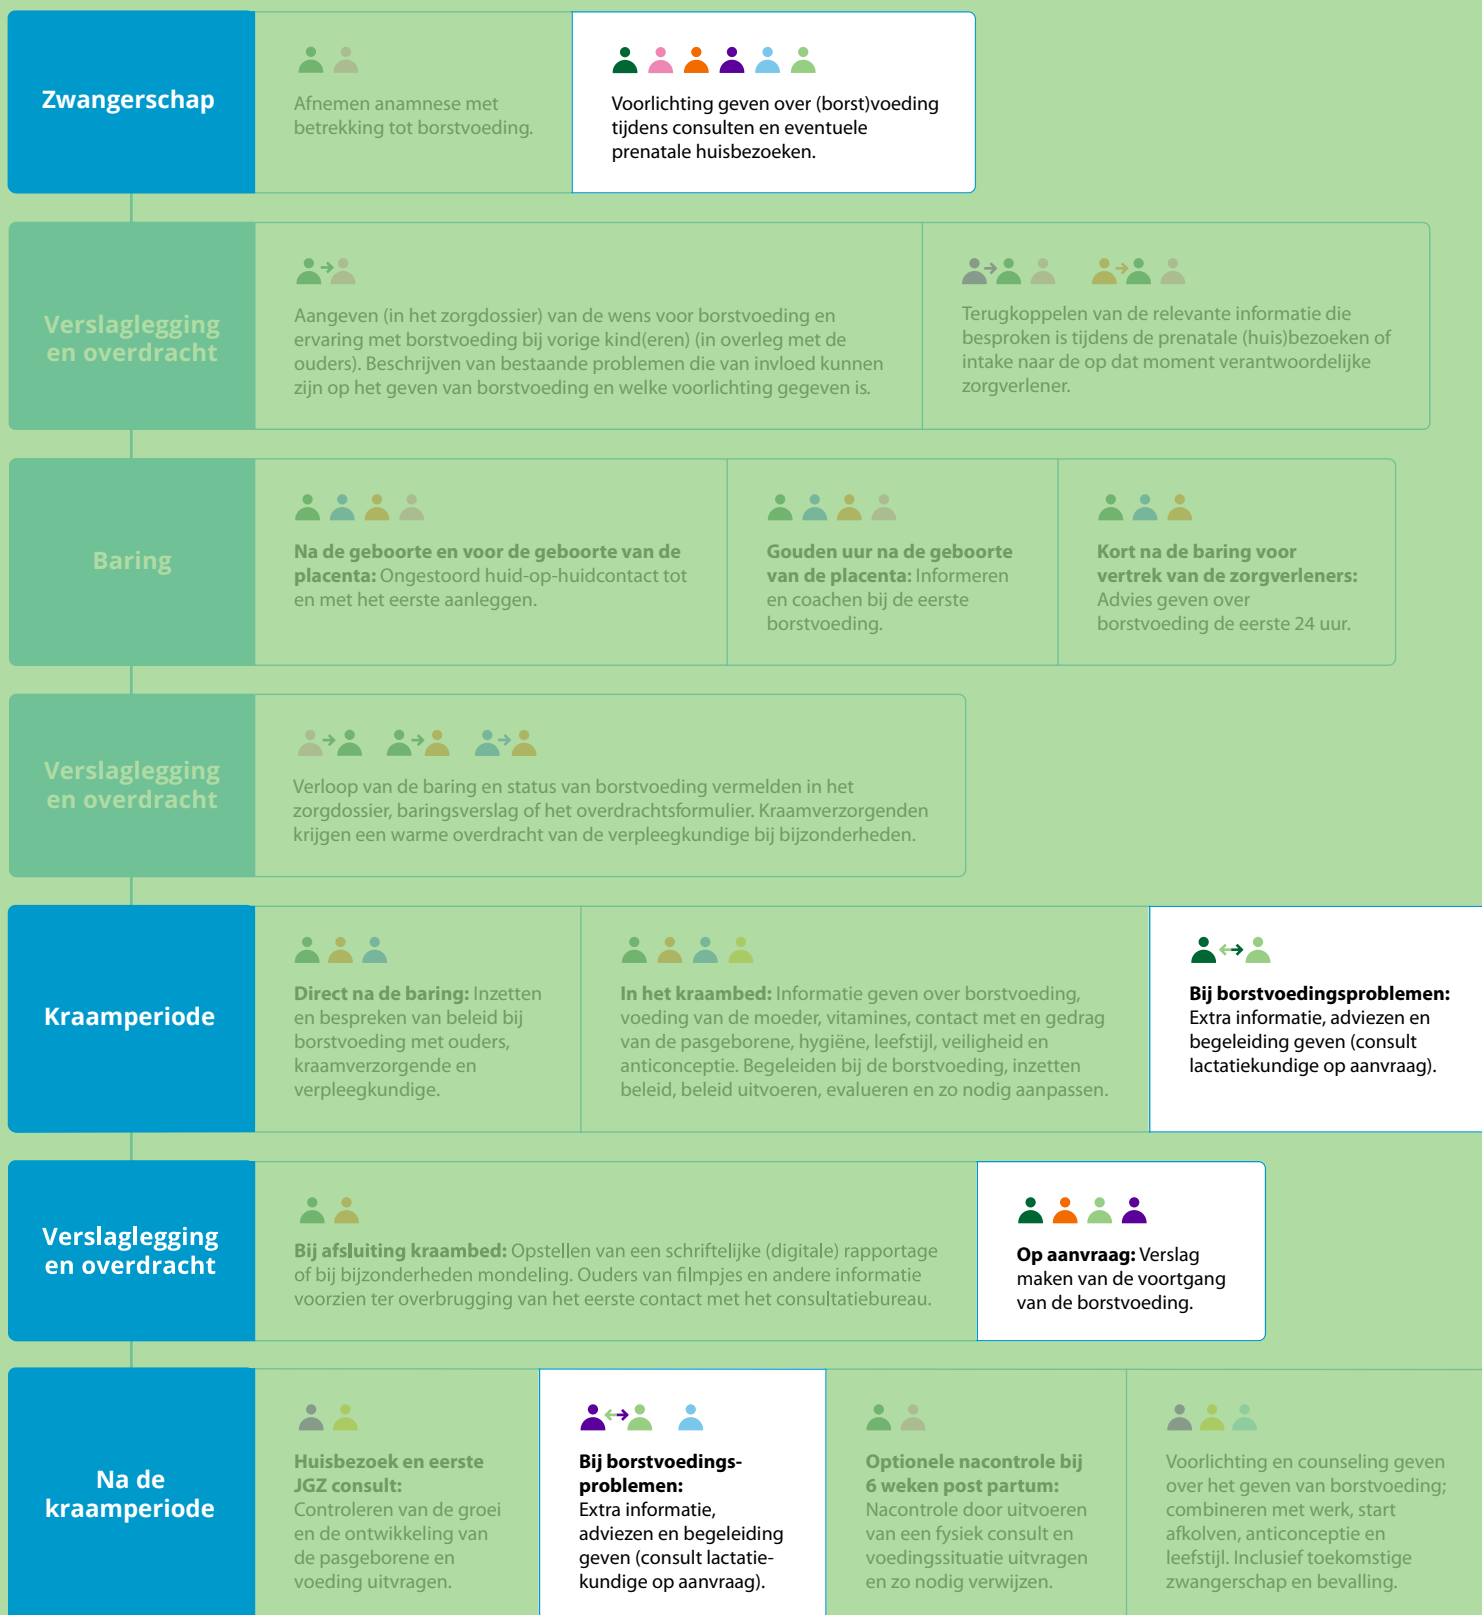 Zwangerschap
Afnemen anamnese met
betrekking tot borstvoeding.
Voorlichting geven over (borst)voeding
tijdens consulten en eventuele
prenatale huisbezoeken.
Verslaglegging
en overdracht
Aangeven (in het zorgdossier) van de wens voor borstvoeding en
ervaring met borstvoeding bij vorige kind(eren) (in overleg met de
ouders). Beschrijven van bestaande problemen die van invloed kunnen
zijn op het geven van borstvoeding en welke voorlichting gegeven is.
Terugkoppelen van de relevante informatie die
besproken is tijdens de prenatale (huis)bezoeken of
intake naar de op dat moment verantwoordelijke
zorgverlener.
Baring
Na de geboorte en voor de geboorte van de
placenta: Ongestoord huid-op-huidcontact tot
en met het eerste aanleggen.
Gouden uur na de geboorte
van de placenta: Informeren
en coachen bij de eerste
borstvoeding.
Kort na de baring voor
vertrek van de zorgverleners:
Advies geven over
borstvoeding de eerste 24 uur.
Verslaglegging
en overdracht
Verloop van de baring en status van borstvoeding vermelden in het
zorgdossier, baringsverslag of het overdrachtsformulier. Kraamverzorgenden
krijgen een warme overdracht van de verpleegkundige bij bijzonderheden.
Kraamperiode
Direct na de baring: Inzetten
en bespreken van beleid bij
borstvoeding met ouders,
kraamverzorgende en
verpleegkundige.
In het kraambed: Informatie geven over borstvoeding,
voeding van de moeder, vitamines, contact met en gedrag
van de pasgeborene, hygiëne, leefstijl, veiligheid en
anticonceptie. Begeleiden bij de borstvoeding, inzetten
beleid, beleid uitvoeren, evalueren en zo nodig aanpassen.
Bij borstvoedingsproblemen:
Extra informatie, adviezen en
begeleiding geven (consult
lactatiekundige op aanvraag).
Verslaglegging
en overdracht
Bij afsluiting kraambed: Opstellen van een schriftelijke (digitale) rapportage
of bij bijzonderheden mondeling. Ouders van filmpjes en andere informatie
voorzien ter overbrugging van het eerste contact met het consultatiebureau.
Op aanvraag: Verslag
maken van de voortgang
van de borstvoeding.
Na de
kraamperiode
Huisbezoek en eerste
JGZ consult:
Controleren van de groei
en de ontwikkeling van
de pasgeborene en
voeding uitvragen.
Bij borstvoedings-
problemen:
Extra informatie,
adviezen en begeleiding
geven (consult lactatie-
kundige op aanvraag).
Optionele nacontrole bij
6 weken post partum:
Nacontrole door uitvoeren
van een fysiek consult en
voedingssituatie uitvragen
en zo nodig verwijzen.
Voorlichting en counseling geven
over het geven van borstvoeding;
combineren met werk, start
afkolven, anticonceptie en
leefstijl. Inclusief toekomstige
zwangerschap en bevalling.